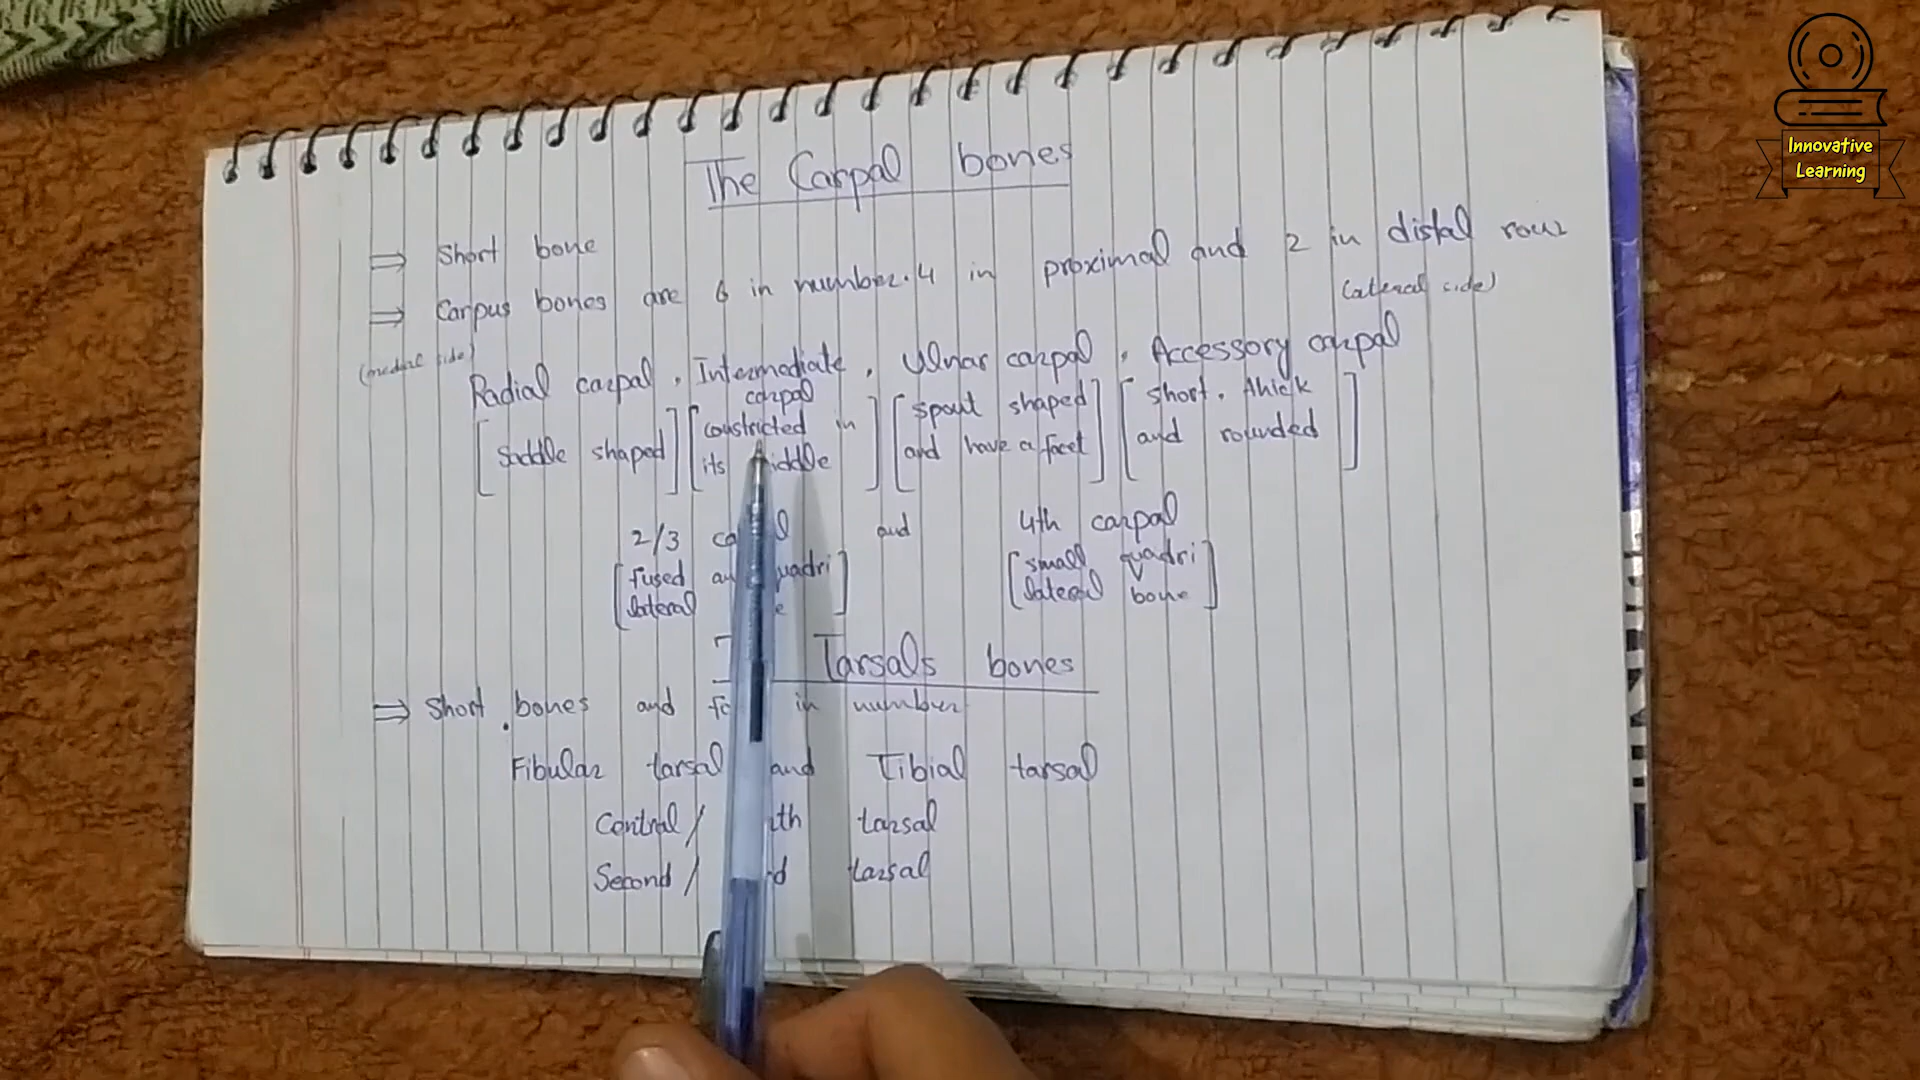 The Carpal bones
⇒ Short bone
⇒ Carpus bones are 6 in number. 4 in proximal and 2 in distal row
(medial side)
(lateral side)
Radial carpal, Intermediate carpal, Ulnar carpal, Accessory carpal
[Saddle shaped] [constricted in its middle] [spout shaped and have a facet] [short, thick and rounded]
2/3 and 4th carpal
[fused quadrilateral] [small quadrilateral bone]
Tarsals bones
⇒ Short bones and in number
Fibular tarsal and Tibial tarsal
Central/ tarsal
Second/ tarsal
Innovative
Learning